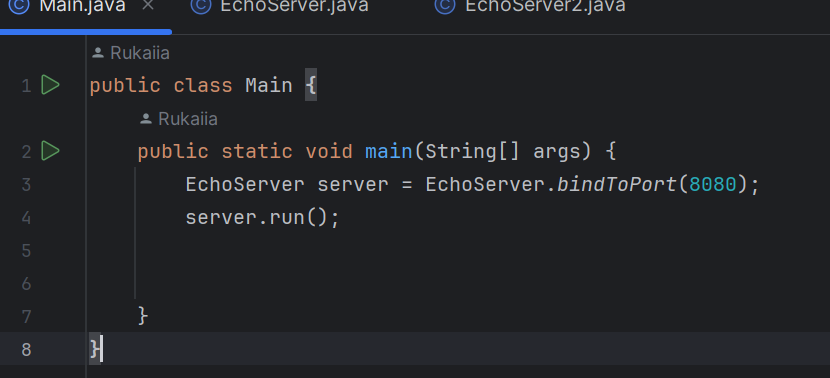 Main.java EchoServer.java EchoServer2.java
Rukaiia
1 public class Main {
Rukaiia
2 public static void main(String[] args) {
3 EchoServer server = EchoServer.bindToPort(8080);
4 server.run();
5
6
7 }
8 }